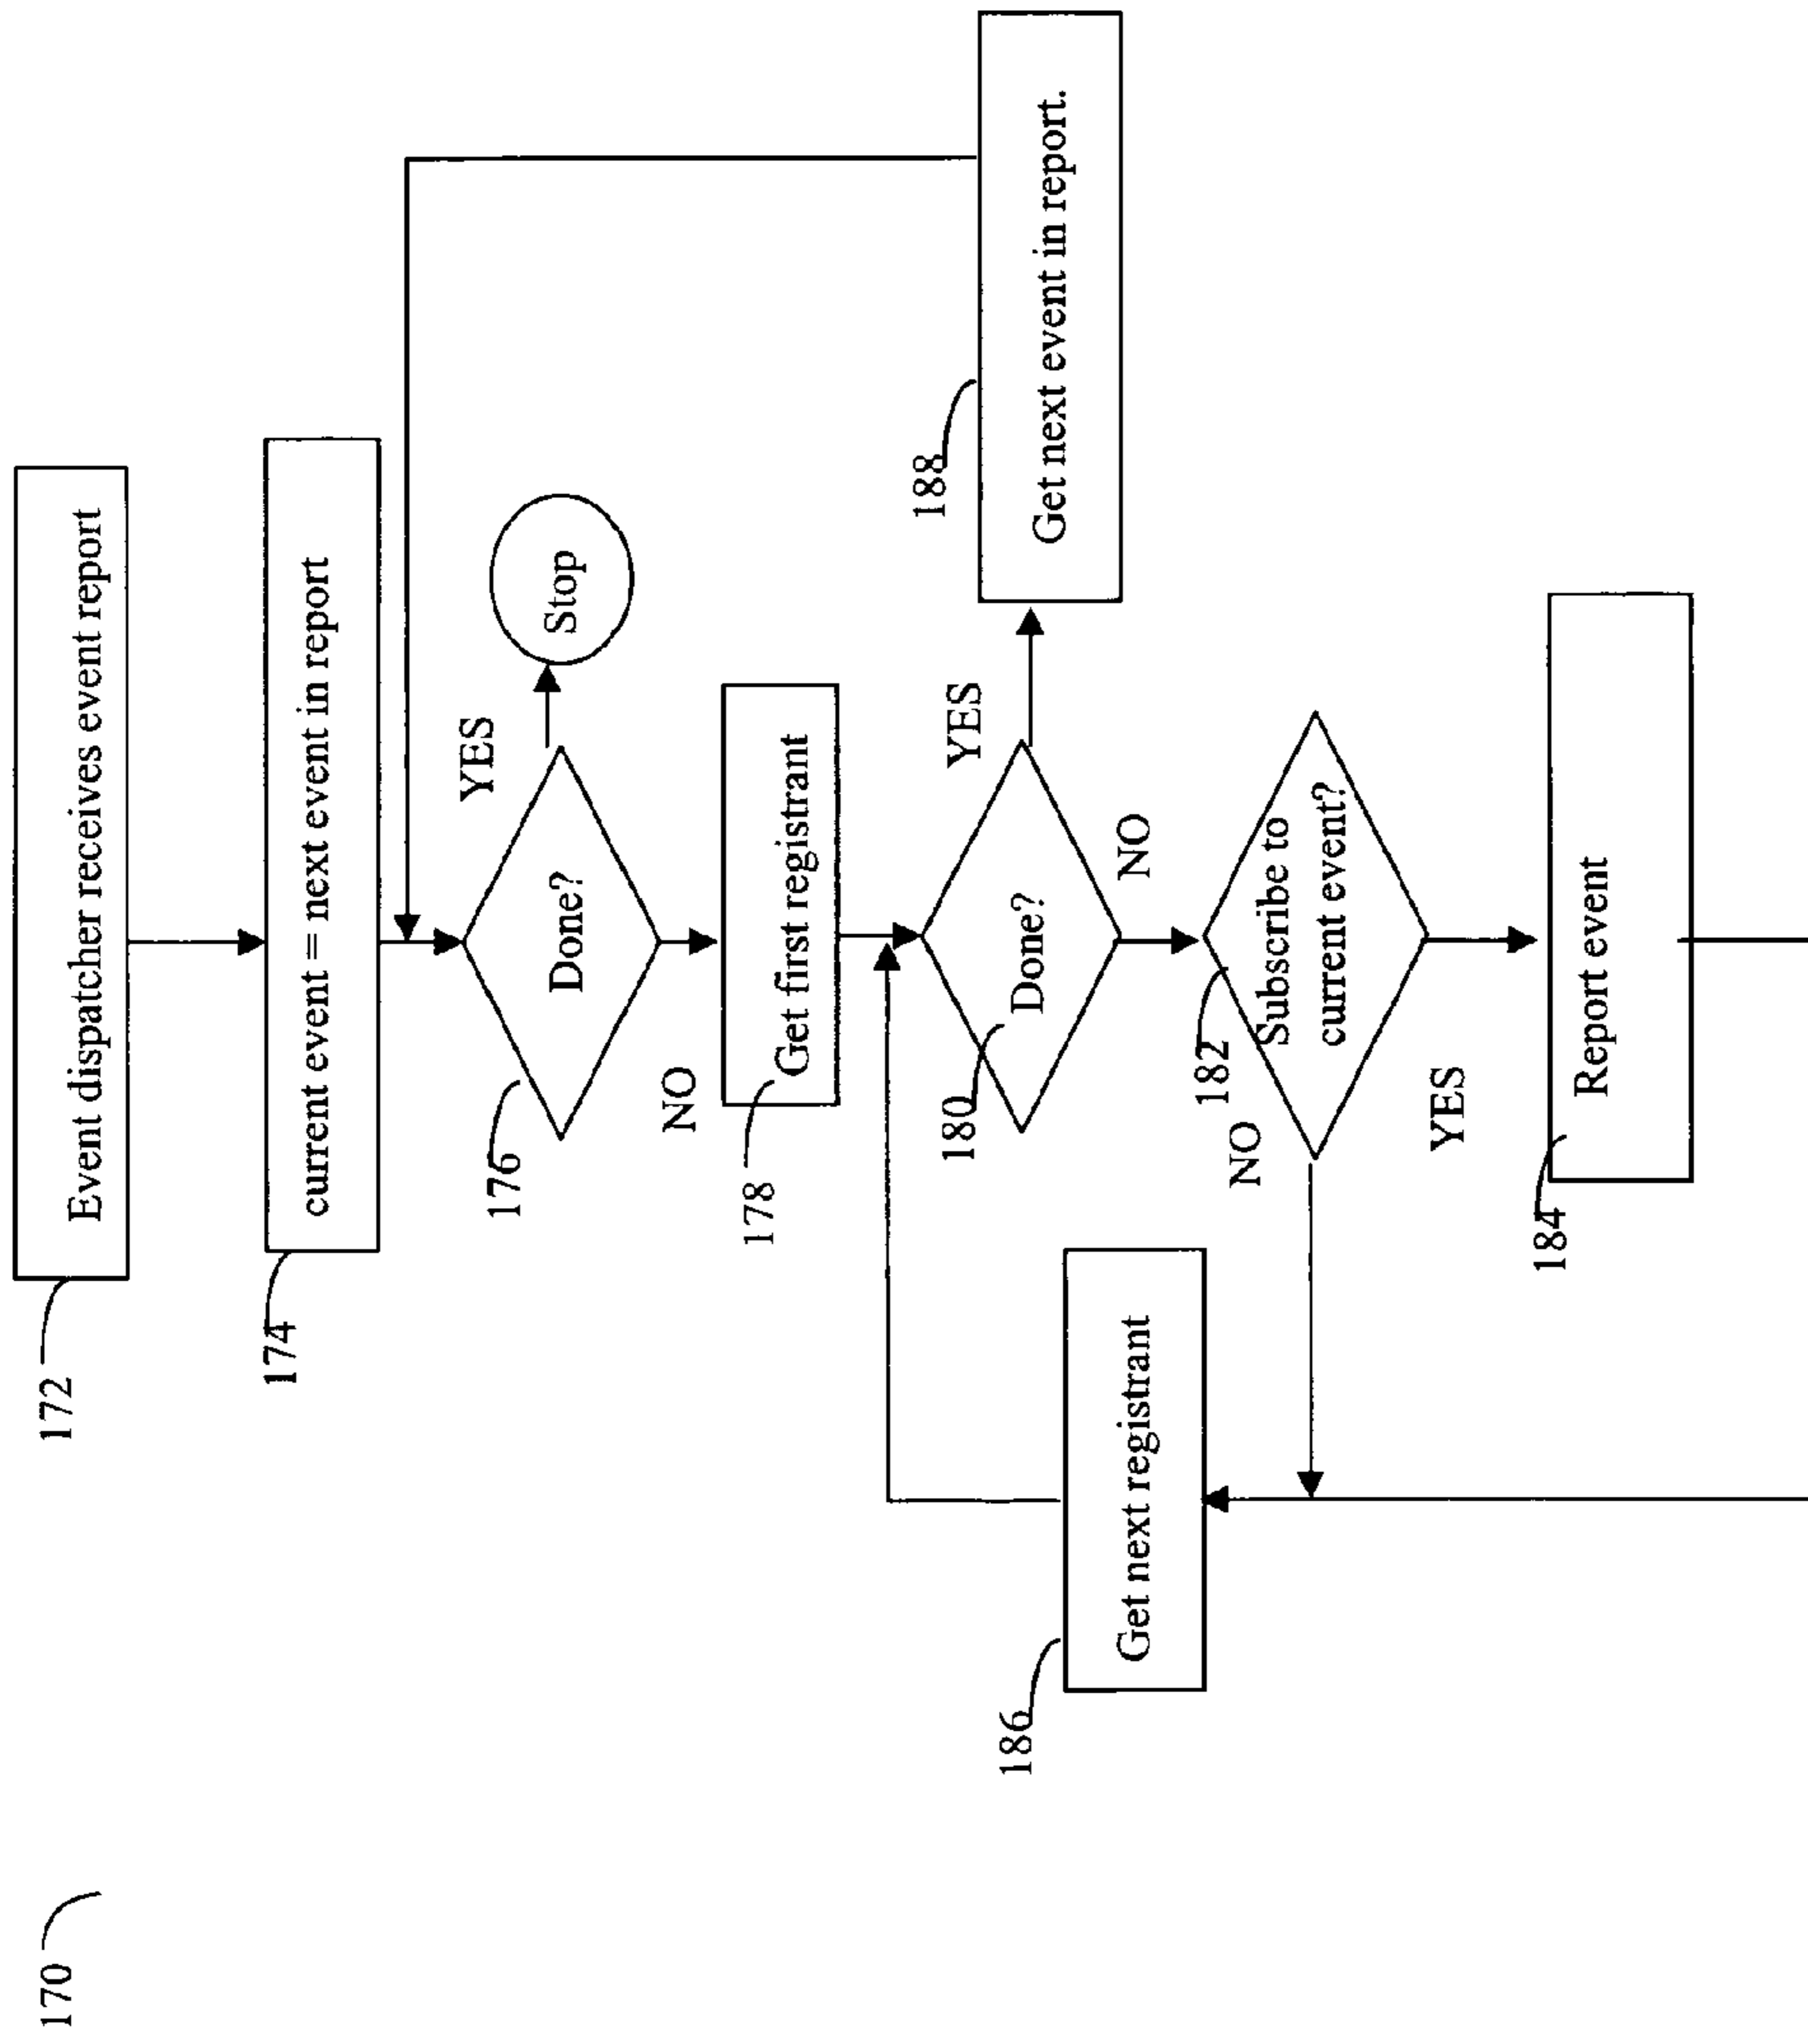 170
172
Event dispatcher receives event report
174
current event = next event in report
176
Done?
YES
Stop
NO
178
Get first registrant
180
Done?
YES
188
Get next event in report.
NO
186
Get next registrant
182
Subscribe to
current event?
NO
YES
184
Report event